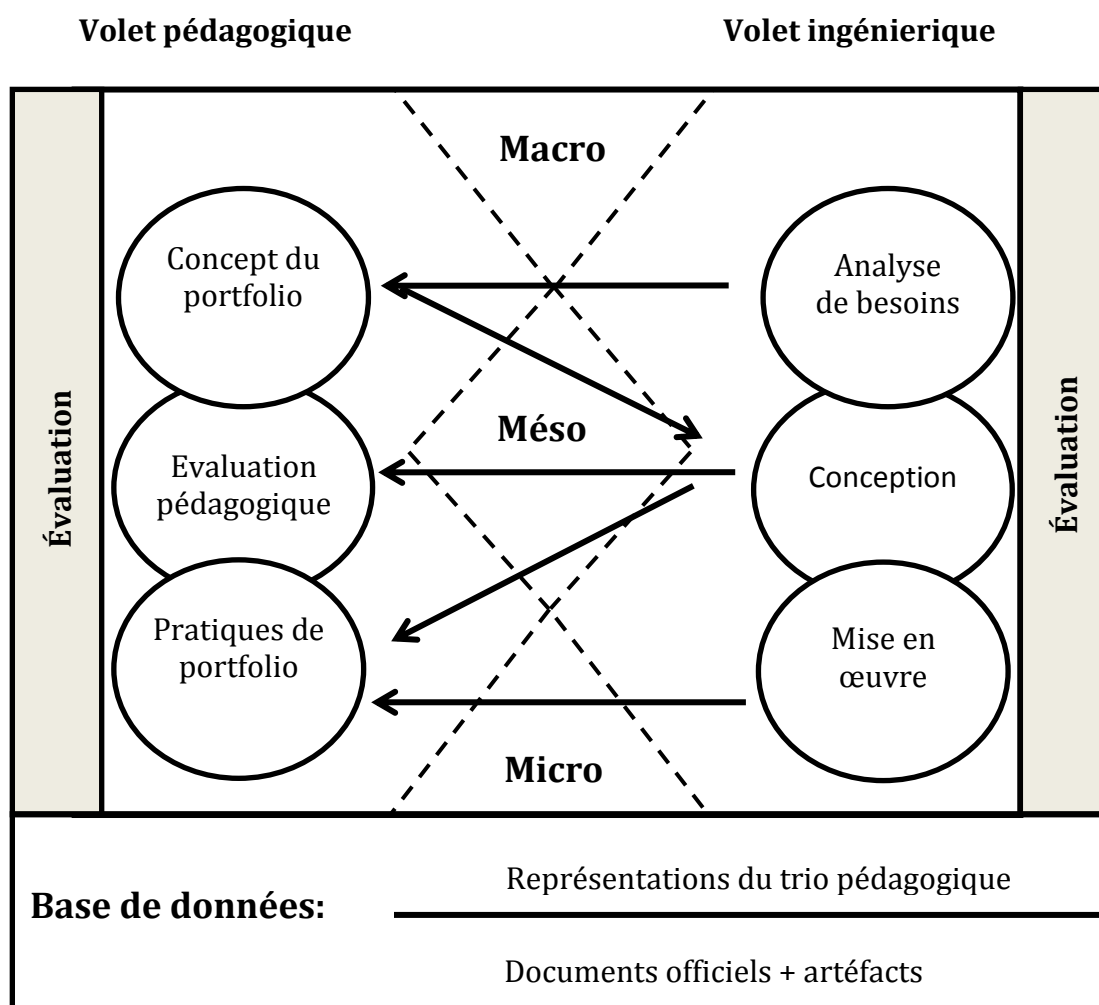 Volet pédagogique
Volet ingénierique
Macro
Concept du
portfolio
Analyse
de besoins
Évaluation
Méso
Evaluation
pédagogique
Conception
Évaluation
Pratiques de
portfolio
Mise en
œuvre
Micro
Base de données:
Représentations du trio pédagogique
Documents officiels + artéfacts